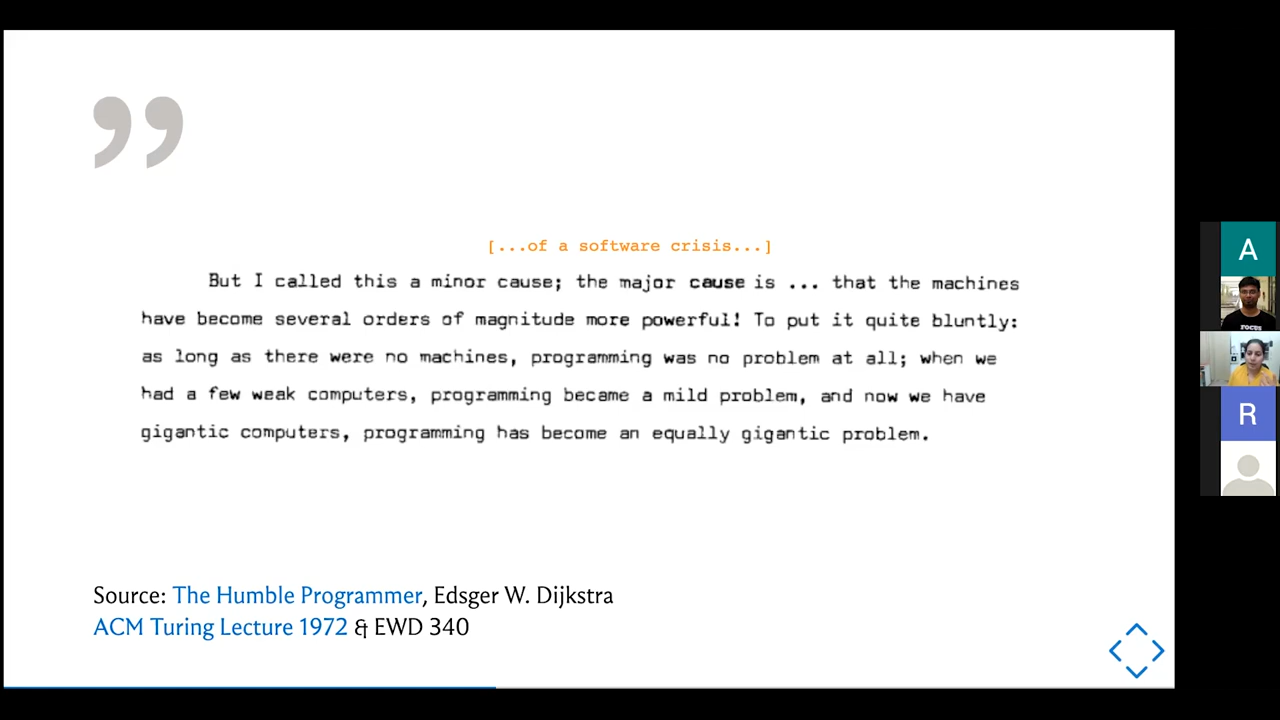 ”
[...of a software crisis...]
But I called this a minor cause; the major cause is ... that the machines
have become several orders of magnitude more powerful! To put it quite bluntly:
as long as there were no machines, programming was no problem at all; when we
had a few weak computers, programming became a mild problem, and now we have
gigantic computers, programming has become an equally gigantic problem.
Source: The Humble Programmer, Edsger W. Dijkstra
ACM Turing Lecture 1972 & EWD 340
A
FOCUS
R